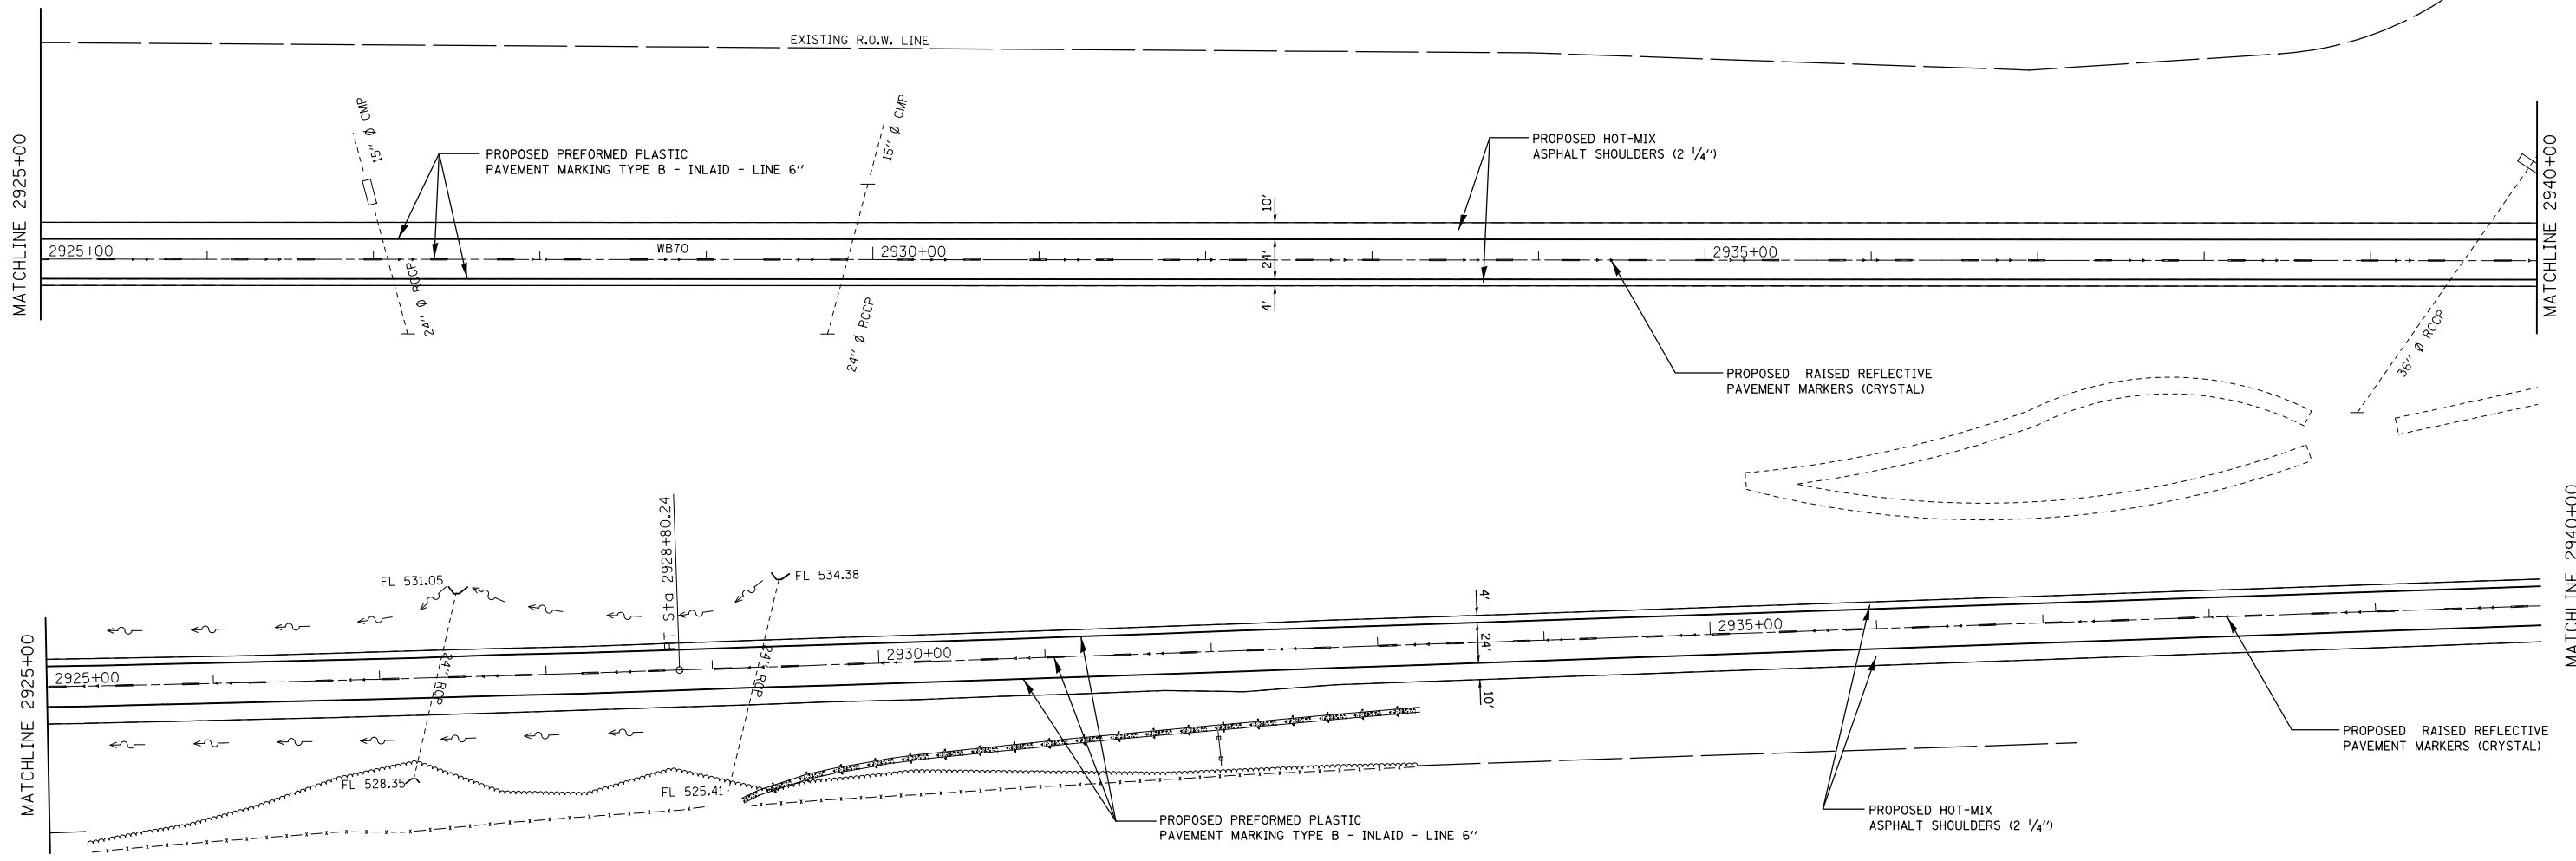 EXISTING R.O.W. LINE
MATCHLINE 2925+00
15" Ø CMP
PROPOSED PREFORMED PLASTIC
PAVEMENT MARKING TYPE B - INLAID - LINE 6"
15" Ø CMP
10'
PROPOSED HOT-MIX
ASPHALT SHOULDERS (2 1/4")
MATCHLINE 2940+00
2925+00
WB70
2930+00
24'
2935+00
24" Ø RCCP
4'
24" Ø RCCP
PROPOSED  RAISED REFLECTIVE
PAVEMENT MARKERS (CRYSTAL)
36" Ø RCCP
MATCHLINE 2925+00
FL 531.05
PT Sta 2928+80.24
FL 534.38
4'
MATCHLINE 2940+00
2925+00
24" RCP
24" RCP
2930+00
24'
2935+00
10'
FL 528.35
FL 525.41
PROPOSED PREFORMED PLASTIC
PAVEMENT MARKING TYPE B - INLAID - LINE 6"
PROPOSED HOT-MIX
ASPHALT SHOULDERS (2 1/4")
PROPOSED  RAISED REFLECTIVE
PAVEMENT MARKERS (CRYSTAL)